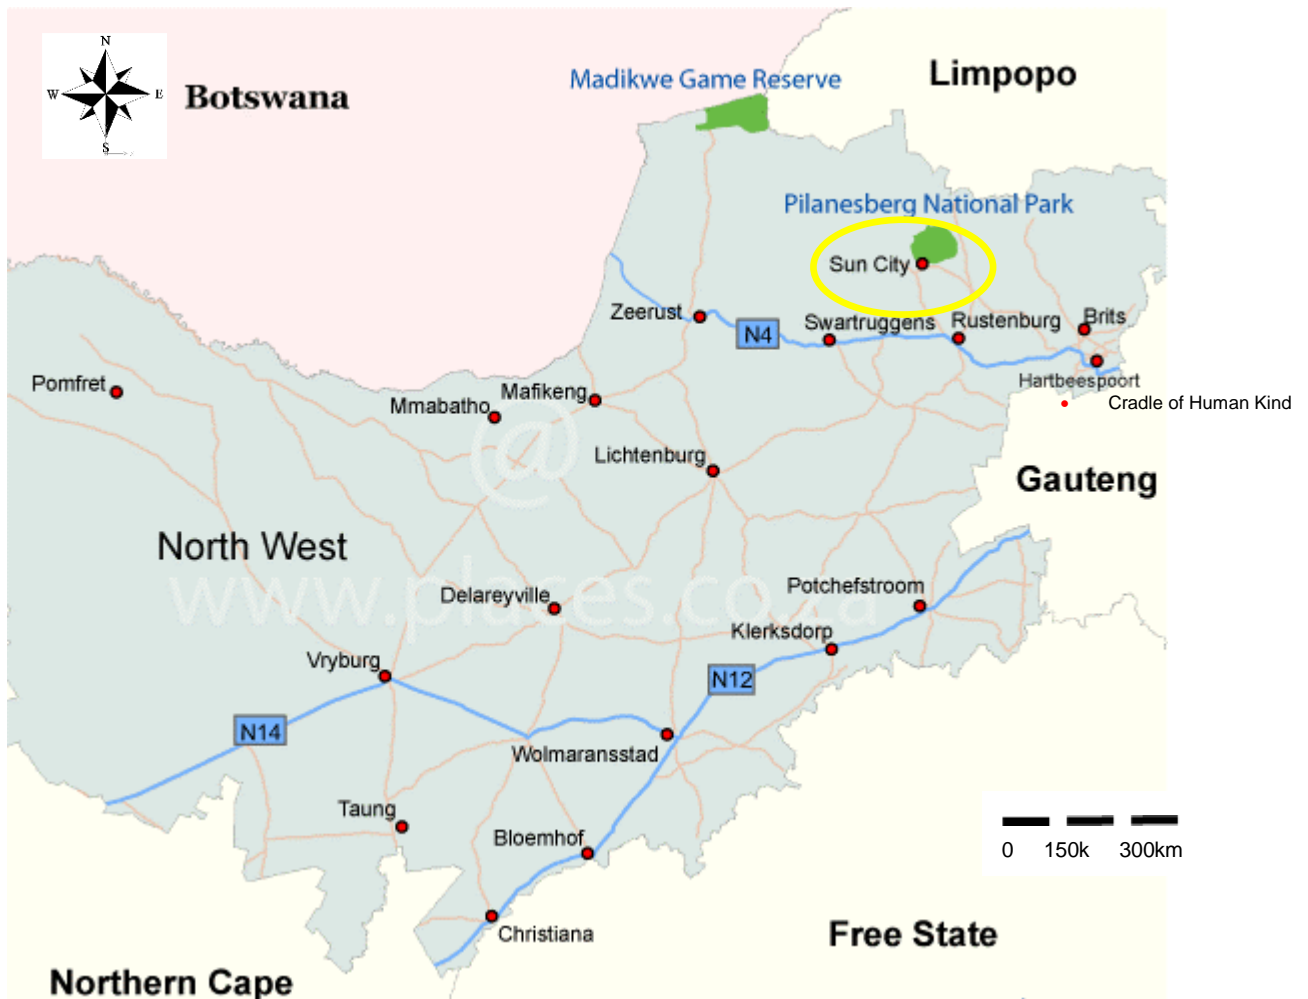 N
W
E
S
Botswana
Madikwe Game Reserve
Limpopo
Pilanesberg National Park
Sun City
Zeerust
N4
Swartruggens
Rustenburg
Brits
Hartbeespoort
Cradle of Human Kind
Pomfret
Mmabatho
Mafikeng
@
Lichtenburg
Gauteng
North West
www.places.co.za
Delareyville
Potchefstroom
Klerksdorp
Vryburg
N12
N14
Wolmaransstad
Taung
Bloemhof
0 150k 300km
Christiana
Free State
Northern Cape